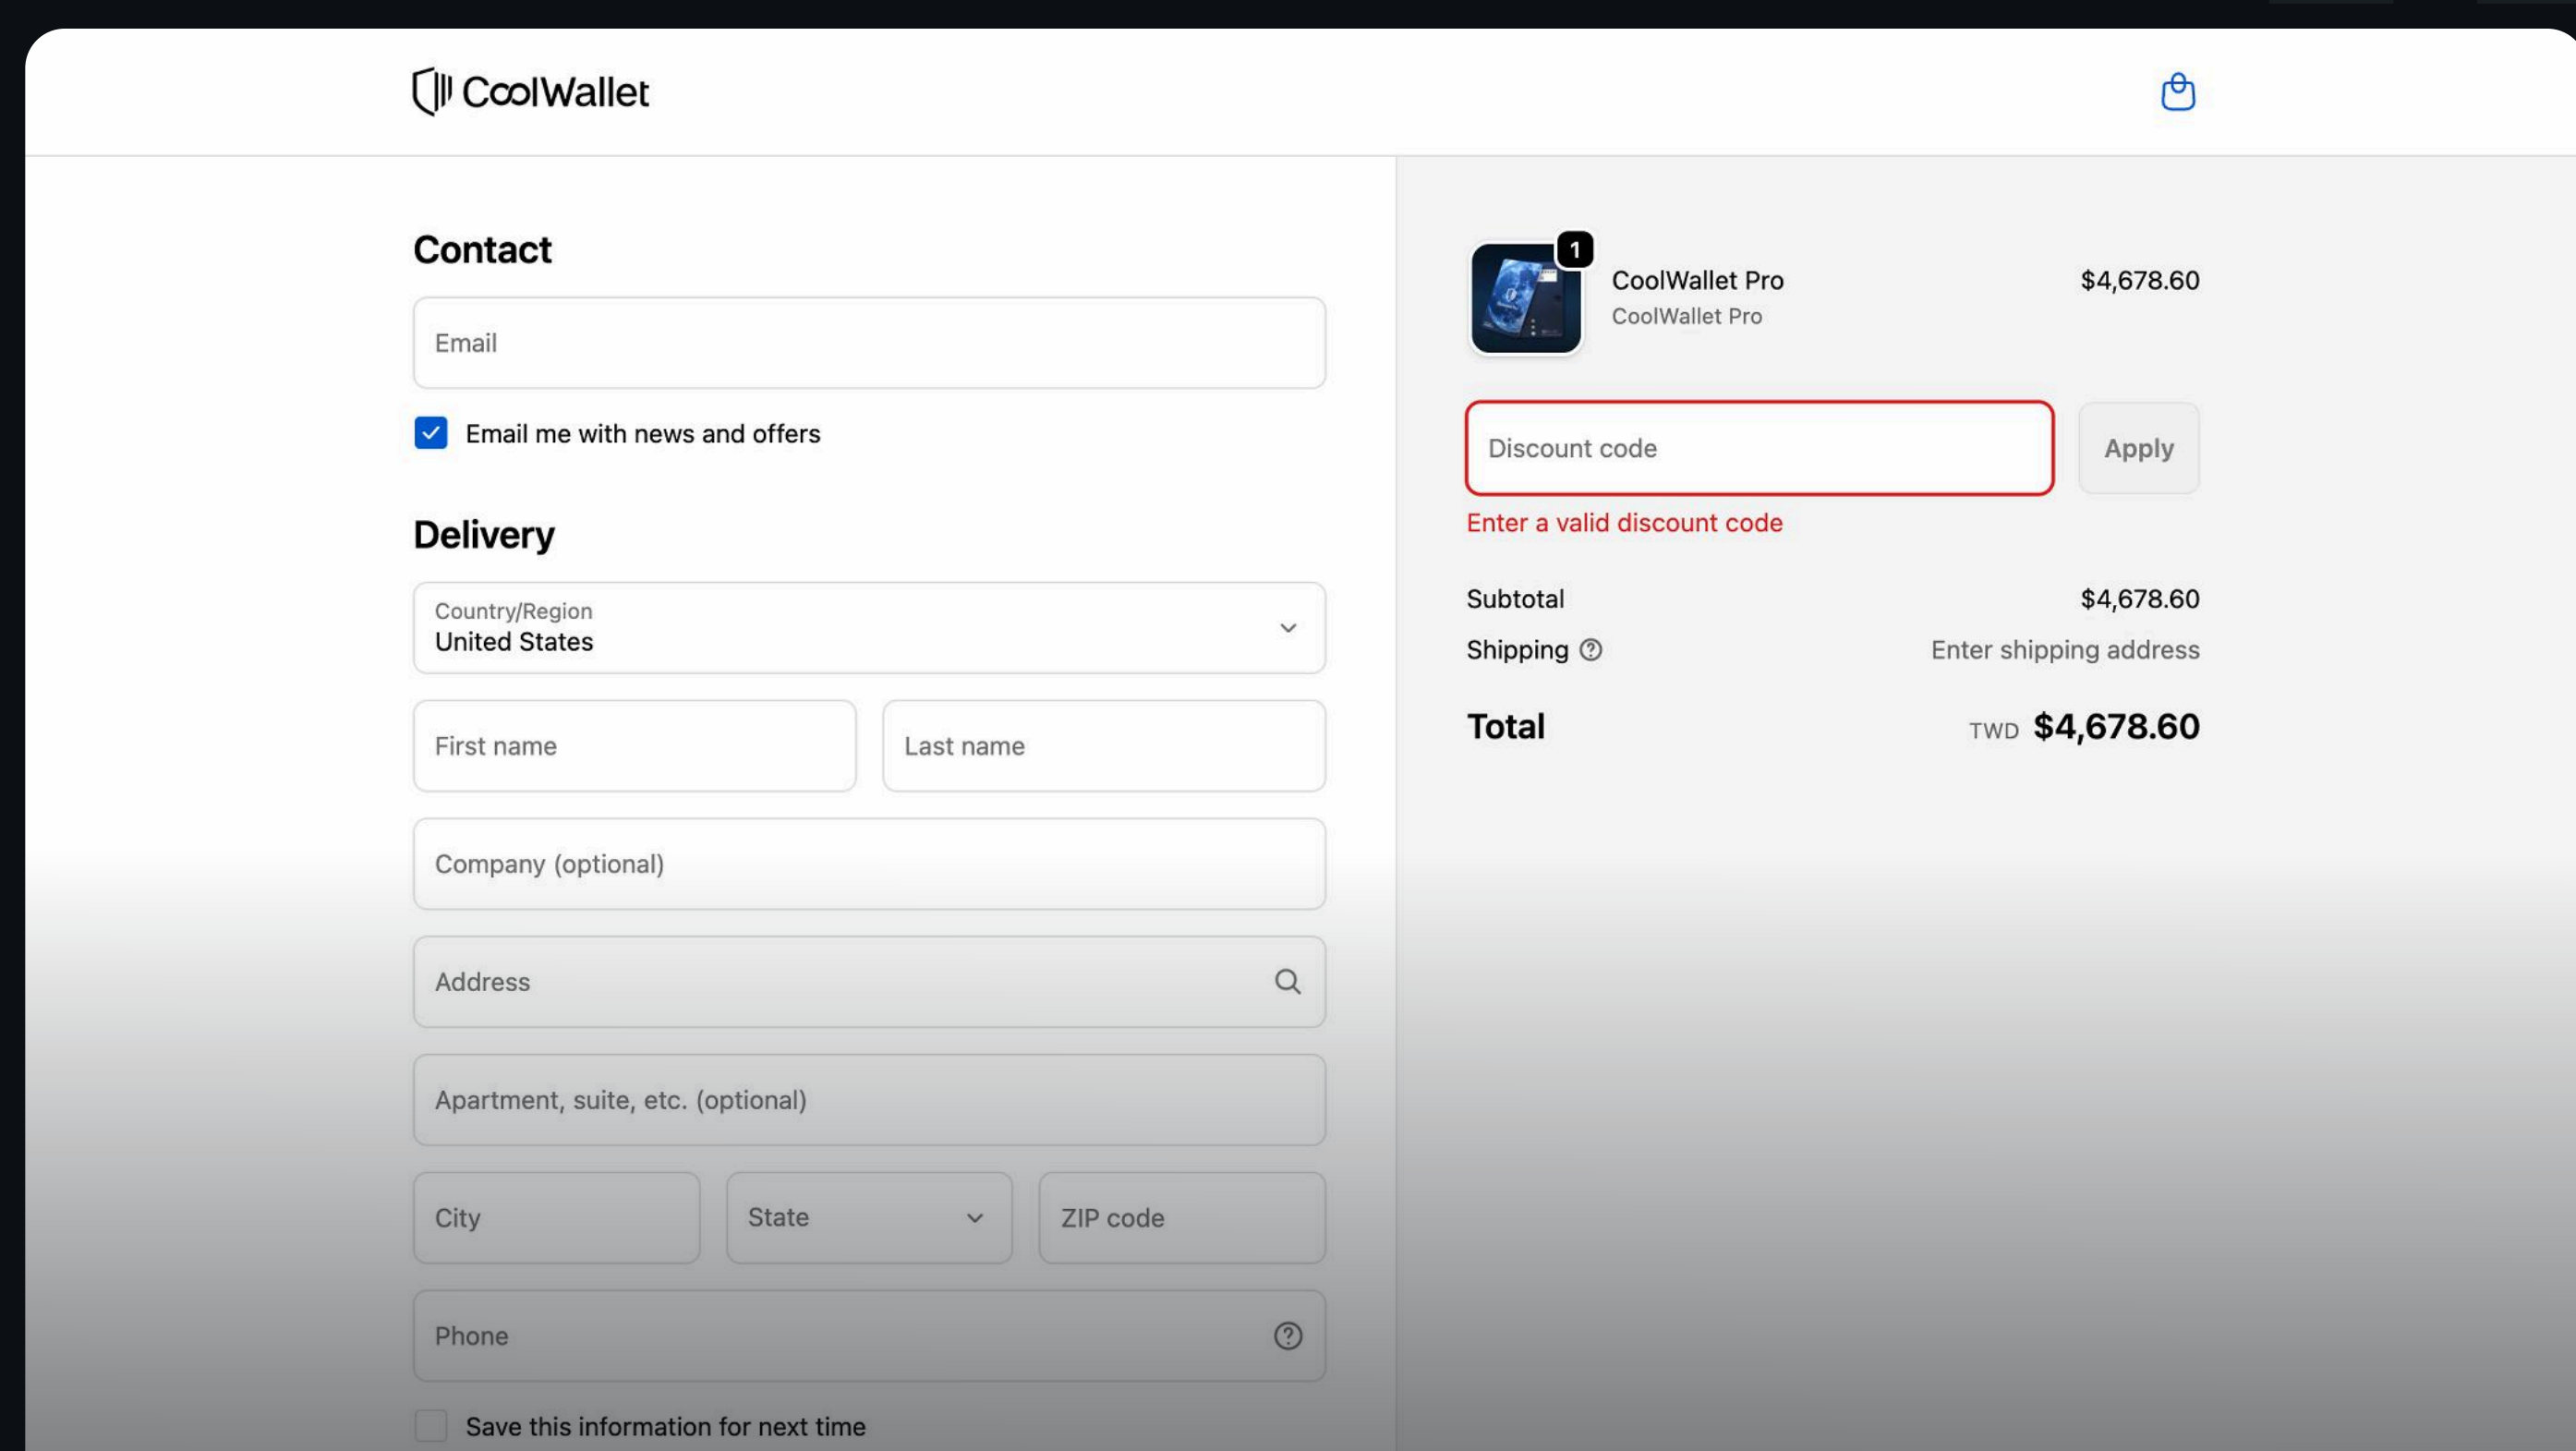 CoolWallet
Contact
Email
Email me with news and offers
Delivery
Country/Region
United States
First name
Last name
Company (optional)
Address
Apartment, suite, etc. (optional)
City
State
ZIP code
Phone
Save this information for next time
1
CoolWallet Pro
$4,678.60
CoolWallet Pro
Discount code
Apply
Enter a valid discount code
Subtotal
$4,678.60
Shipping
Enter shipping address
Total
TWD $4,678.60